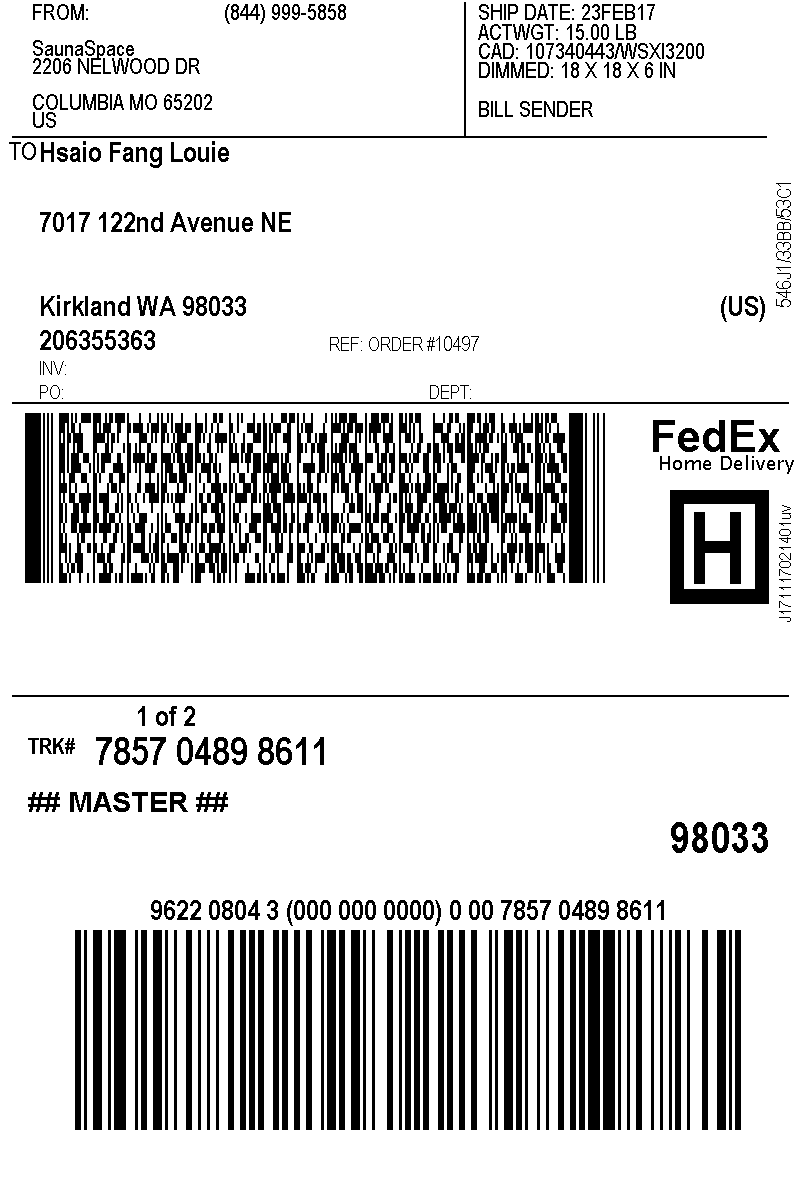 FROM: (844) 999-5858
SaunaSpace
2206 NELWOOD DR
COLUMBIA MO 65202
US
SHIP DATE: 23FEB17
ACTWGT: 15.00 LB
CAD: 107340443/WSXI3200
DIMMED: 18 X 18 X 6 IN
BILL SENDER
TO Hsaio Fang Louie
7017 122nd Avenue NE
Kirkland WA 98033 (US)
206355363 REF: ORDER #10497
INV:
PO: DEPT:
546J1/33BB/53C1
FedEx
Home Delivery
H
J171117021401uv
1 of 2
TRK# 7857 0489 8611
## MASTER ##
98033
9622 0804 3 (000 000 0000) 0 00 7857 0489 8611